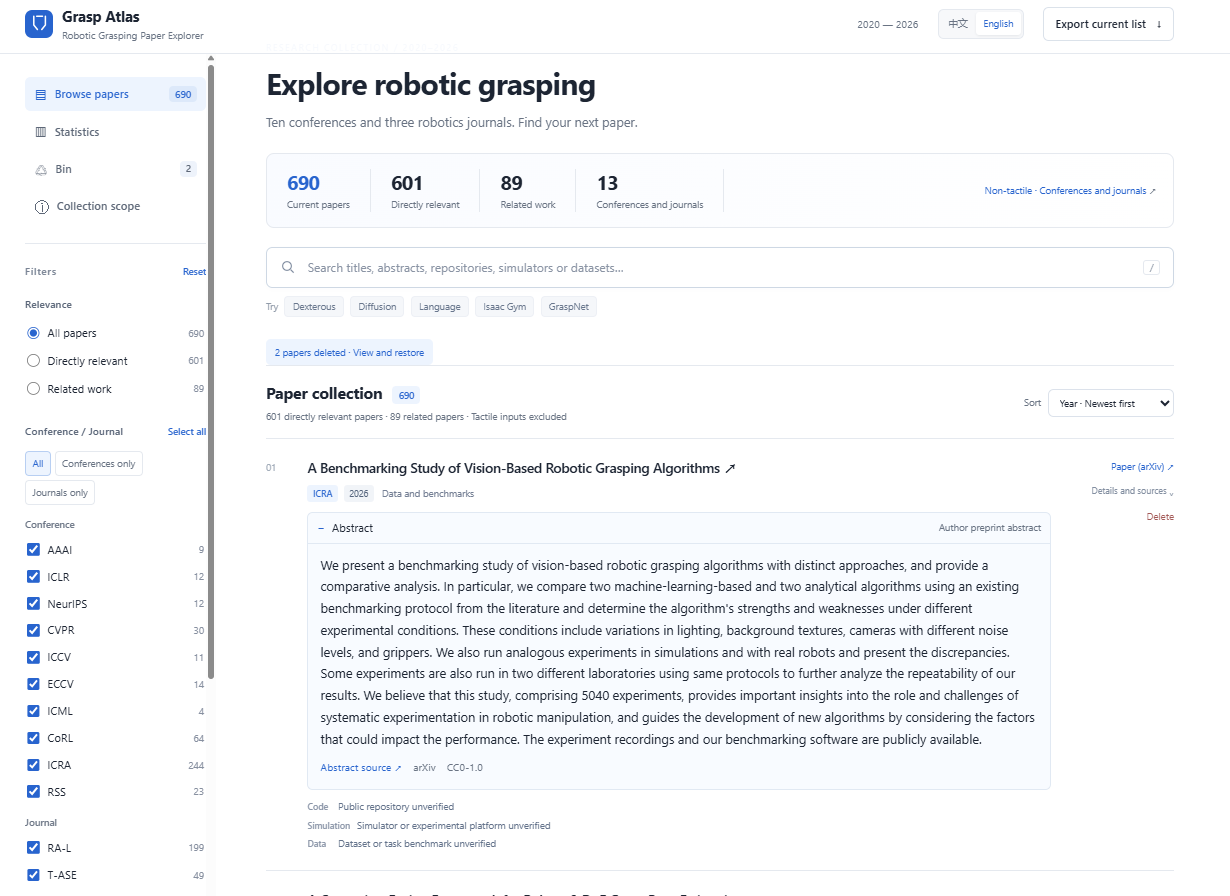 Grasp Atlas
Robotic Grasping Paper Explorer
2020 — 2026
中文
English
Export current list ↓
Browse papers 690
Statistics
Bin 2
Collection scope
Filters Reset
Relevance
All papers 690
Directly relevant 601
Related work 89
Conference / Journal Select all
All
Conferences only
Journals only
Conference
AAAI 9
ICLR 12
NeurIPS 12
CVPR 30
ICCV 11
ECCV 14
ICML 4
CoRL 64
ICRA 244
RSS 23
Journal
RA-L 199
T-ASE 49
Explore robotic grasping
Ten conferences and three robotics journals. Find your next paper.
690 601 89 13
Current papers Directly relevant Related work Conferences and journals
Non-tactile · Conferences and journals ↗
Search titles, abstracts, repositories, simulators or datasets... /
Try Dexterous Diffusion Language Isaac Gym GraspNet
2 papers deleted · View and restore
Paper collection 690
601 directly relevant papers · 89 related papers · Tactile inputs excluded
Sort Year · Newest first
01 A Benchmarking Study of Vision-Based Robotic Grasping Algorithms ↗
ICRA 2026 Data and benchmarks
Paper (arXiv) ↗
Details and sources
Delete
− Abstract Author preprint abstract
We present a benchmarking study of vision-based robotic grasping algorithms with distinct approaches, and provide a
comparative analysis. In particular, we compare two machine-learning-based and two analytical algorithms using an existing
benchmarking protocol from the literature and determine the algorithm's strengths and weaknesses under different
experimental conditions. These conditions include variations in lighting, background textures, cameras with different noise
levels, and grippers. We also run analogous experiments in simulations and with real robots and present the discrepancies.
Some experiments are also run in two different laboratories using same protocols to further analyze the repeatability of our
results. We believe that this study, comprising 5040 experiments, provides important insights into the role and challenges of
systematic experimentation in robotic manipulation, and guides the development of new algorithms by considering the factors
that could impact the performance. The experiment recordings and our benchmarking software are publicly available.
Abstract source ↗ arXiv CC0-1.0
Code Public repository unverified
Simulation Simulator or experimental platform unverified
Data Dataset or task benchmark unverified